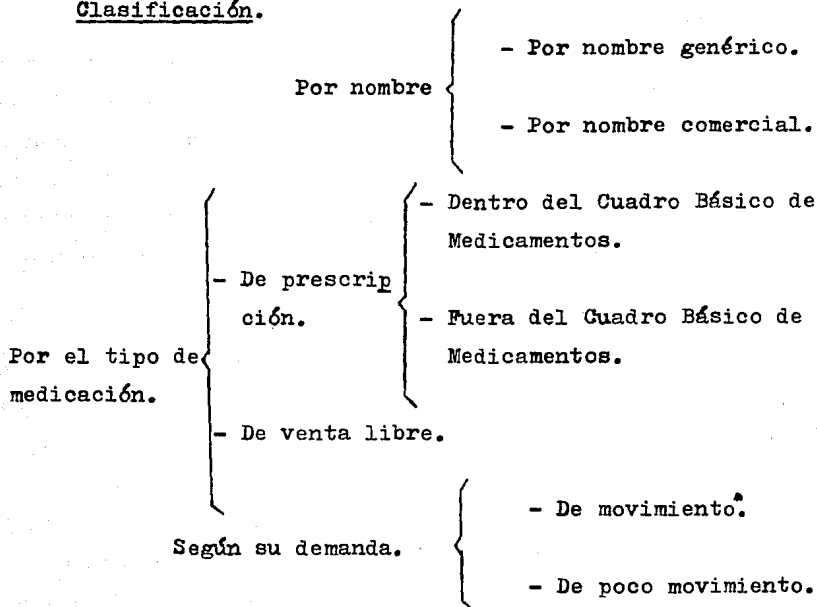 Clasificación.
- Por nombre genérico.
Por nombre
- Por nombre comercial.
- Dentro del Cuadro Básico de
Medicamentos.
- De prescrip
ción.
- Fuera del Cuadro Básico de
Medicamentos.
Por el tipo de
medicación.
- De venta libre.
- De movimiento.
Según su demanda.
- De poco movimiento.